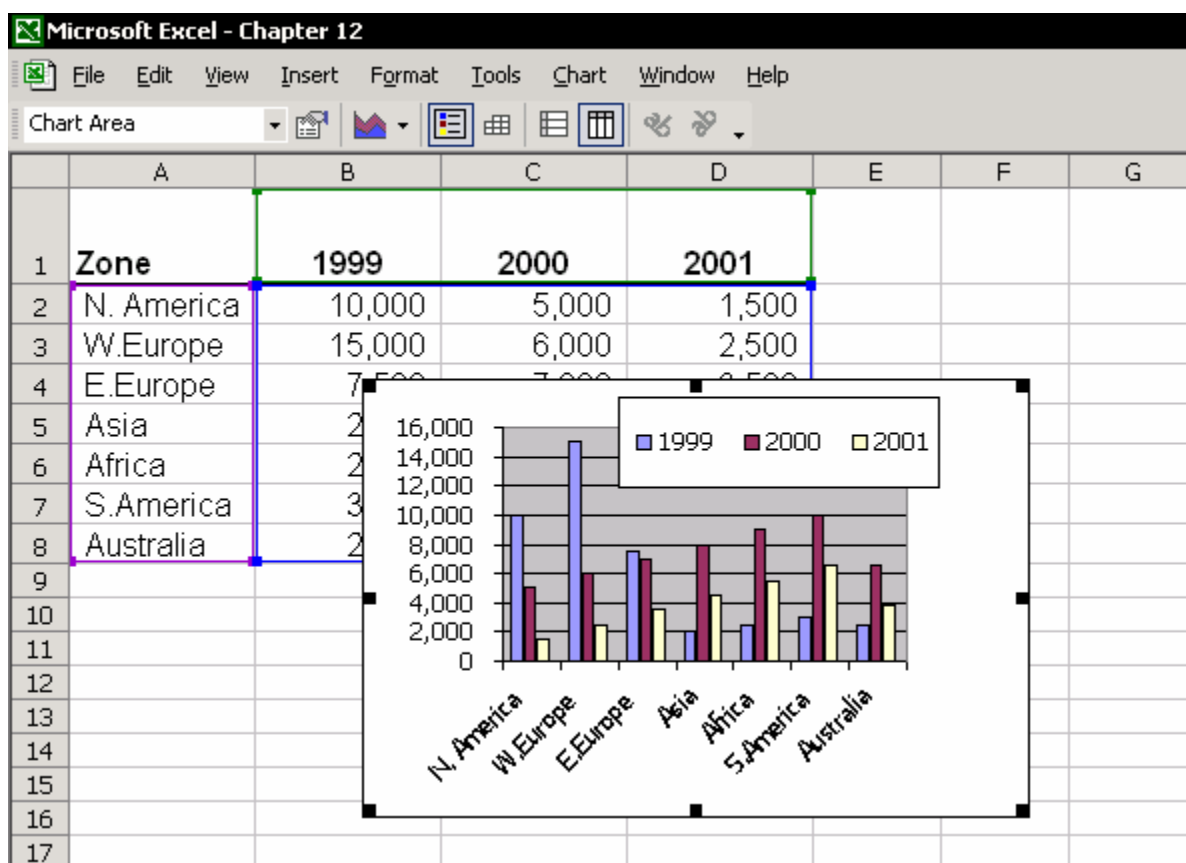 Microsoft Excel - Chapter 12
File Edit View Insert Format Tools Chart Window Help
Chart Area
A B C D E F G
1 Zone 1999 2000 2001
2 N. America 10,000 5,000 1,500
3 W.Europe 15,000 6,000 2,500
4 E.Europe
5 Asia 2
6 Africa 2
7 S.America 3
8 Australia 2
9
10
11
12
13
14
15
16
17
1999 2000 2001
16,000
14,000
12,000
10,000
8,000
6,000
4,000
2,000
0
N. America W.Europe E.Europe Asia Africa S.America Australia